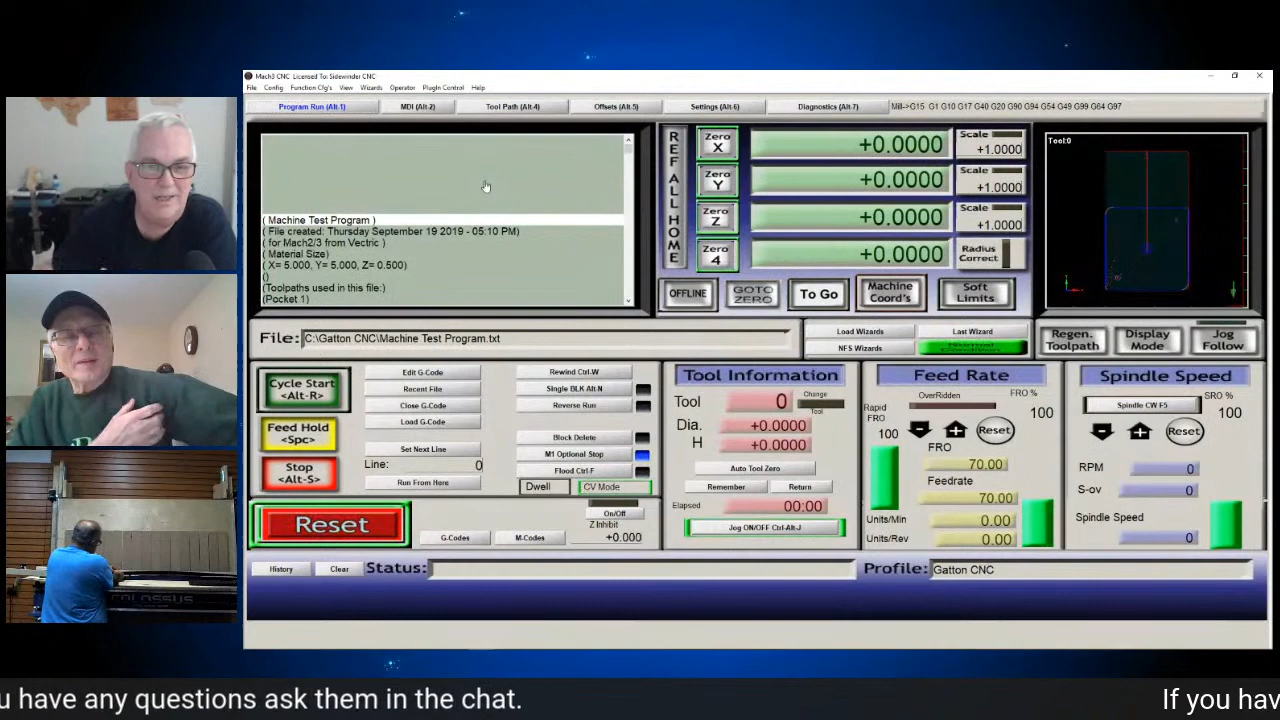 Mach3 CNC Licensed To: Sidewinder CNC
File Config Function Cfg's View Wizards Operator PlugIn Control Help
Program Run (Alt-1) MDI (Alt-2) Tool Path (Alt-4) Offsets (Alt-5) Settings (Alt-6) Diagnostics (Alt-7) Mill->G15 G1 G10 G17 G40 G20 G90 G94 G54 G49 G99 G64 G97
( Machine Test Program )
( File created: Thursday September 19 2019 - 05:10 PM)
( for Mach2/3 from Vectric )
( Material Size)
( X= 5.000, Y= 5.000, Z= 0.500)
()
(Toolpaths used in this file:)
(Pocket 1)
REF ALL HOME
Zero X +0.0000 Scale +1.0000
Zero Y +0.0000 Scale +1.0000
Zero Z +0.0000 Scale +1.0000
Zero 4 +0.0000 Radius Correct
OFFLINE GOTO ZERO To Go Machine Coord's Soft Limits
Tool:0
File: C:\Gatton CNC\Machine Test Program.txt
Load Wizards Last Wizard
NFS Wizards
Regen. Toolpath Display Mode Jog Follow
Cycle Start <Alt-R>
Feed Hold <Spc>
Stop <Alt-S>
Reset
Edit G-Code
Recent File
Close G-Code
Load G-Code
Set Next Line
Line: 0
Run From Here
Rewind Ctrl-W
Single BLK Alt-N
Reverse Run
Block Delete
M1 Optional Stop
Flood Ctrl-F
Dwell CV Mode
On/Off
Z Inhibit
+0.000
G-Codes M-Codes
Tool Information
Tool 0 Change Tool
Dia. +0.0000
H +0.0000
Auto Tool Zero
Remember Return
Elapsed 00:00
Jog ON/OFF Ctrl-Alt-J
Feed Rate
OverRidden FRO %
Rapid FRO 100
100 Reset
FRO 70.00
Feedrate 70.00
Units/Min 0.00
Units/Rev 0.00
Spindle Speed
Spindle CW F5 SRO %
100
Reset
RPM 0
S-ov 0
Spindle Speed
0
History Clear Status: Profile: Gatton CNC
COLOSSUS
u have any questions ask them in the chat. If you hav